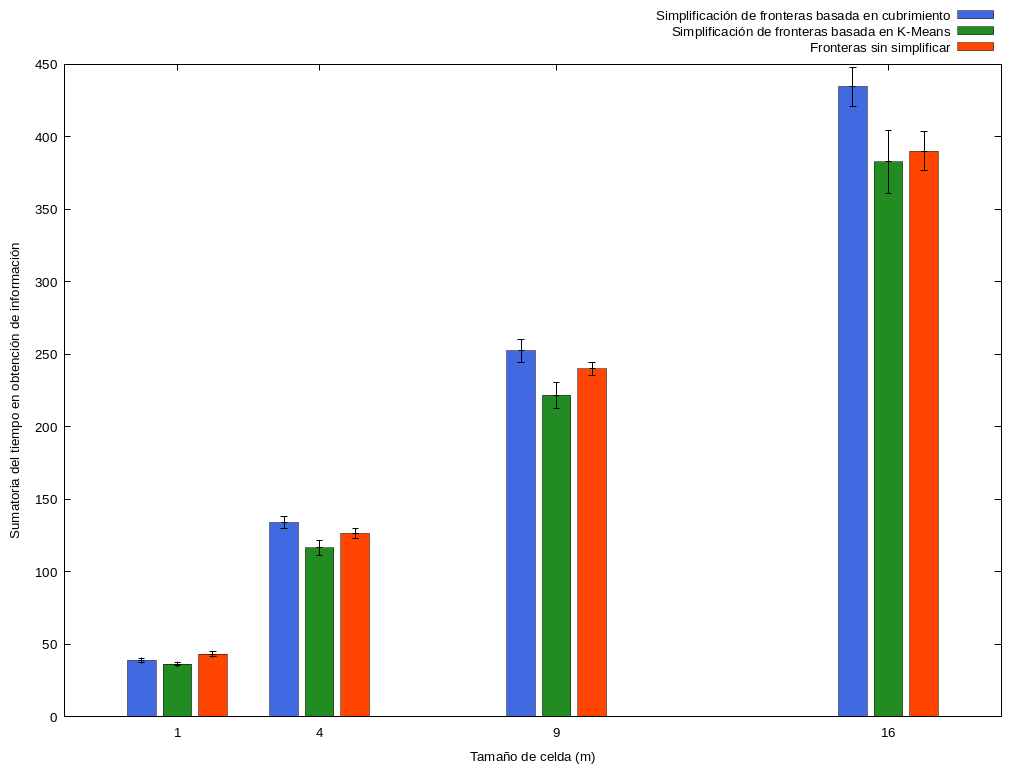 Simplificación de fronteras basada en cubrimiento
Simplificación de fronteras basada en K-Means
Fronteras sin simplificar
450
400
350
300
250
200
150
100
50
0
Sumatoria del tiempo en obtención de información
1 4 9 16
Tamaño de celda (m)